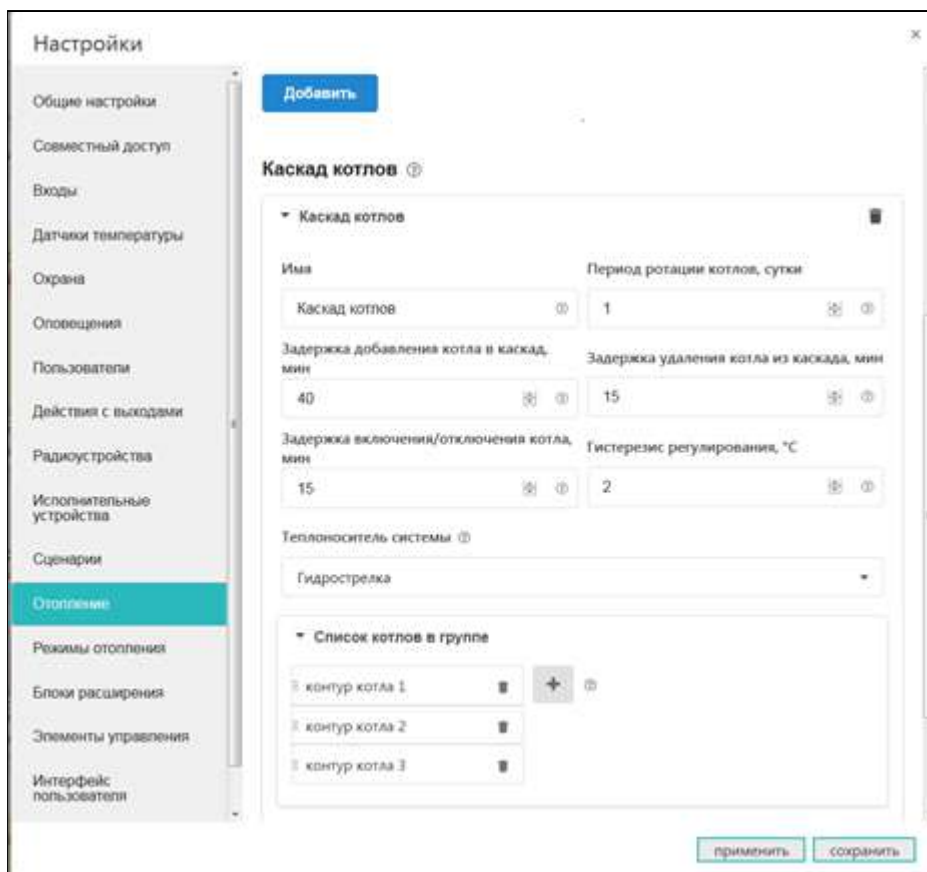 Настройки
Общие настройки
Совместный доступ
Входы
Датчики температуры
Охрана
Оповещения
Пользователи
Действия с выходами
Радиоустройства
Исполнительные
устройства
Сценарии
Отопление
Режимы отопления
Блоки расширения
Элементы управления
Интерфейс
пользователя
Добавить
Каскад котлов
Каскад котлов
Имя
Период ротации котлов, сутки
Каскад котлов
1
Задержка добавления котла в каскад,
мин
Задержка удаления котла из каскада, мин
40
15
Задержка включения/отключения котла,
мин
Гистерезис регулирования, °C
15
2
Теплоноситель системы
Гидрострелка
Список котлов в группе
контур котла 1
контур котла 2
контур котла 3
применить
сохранить